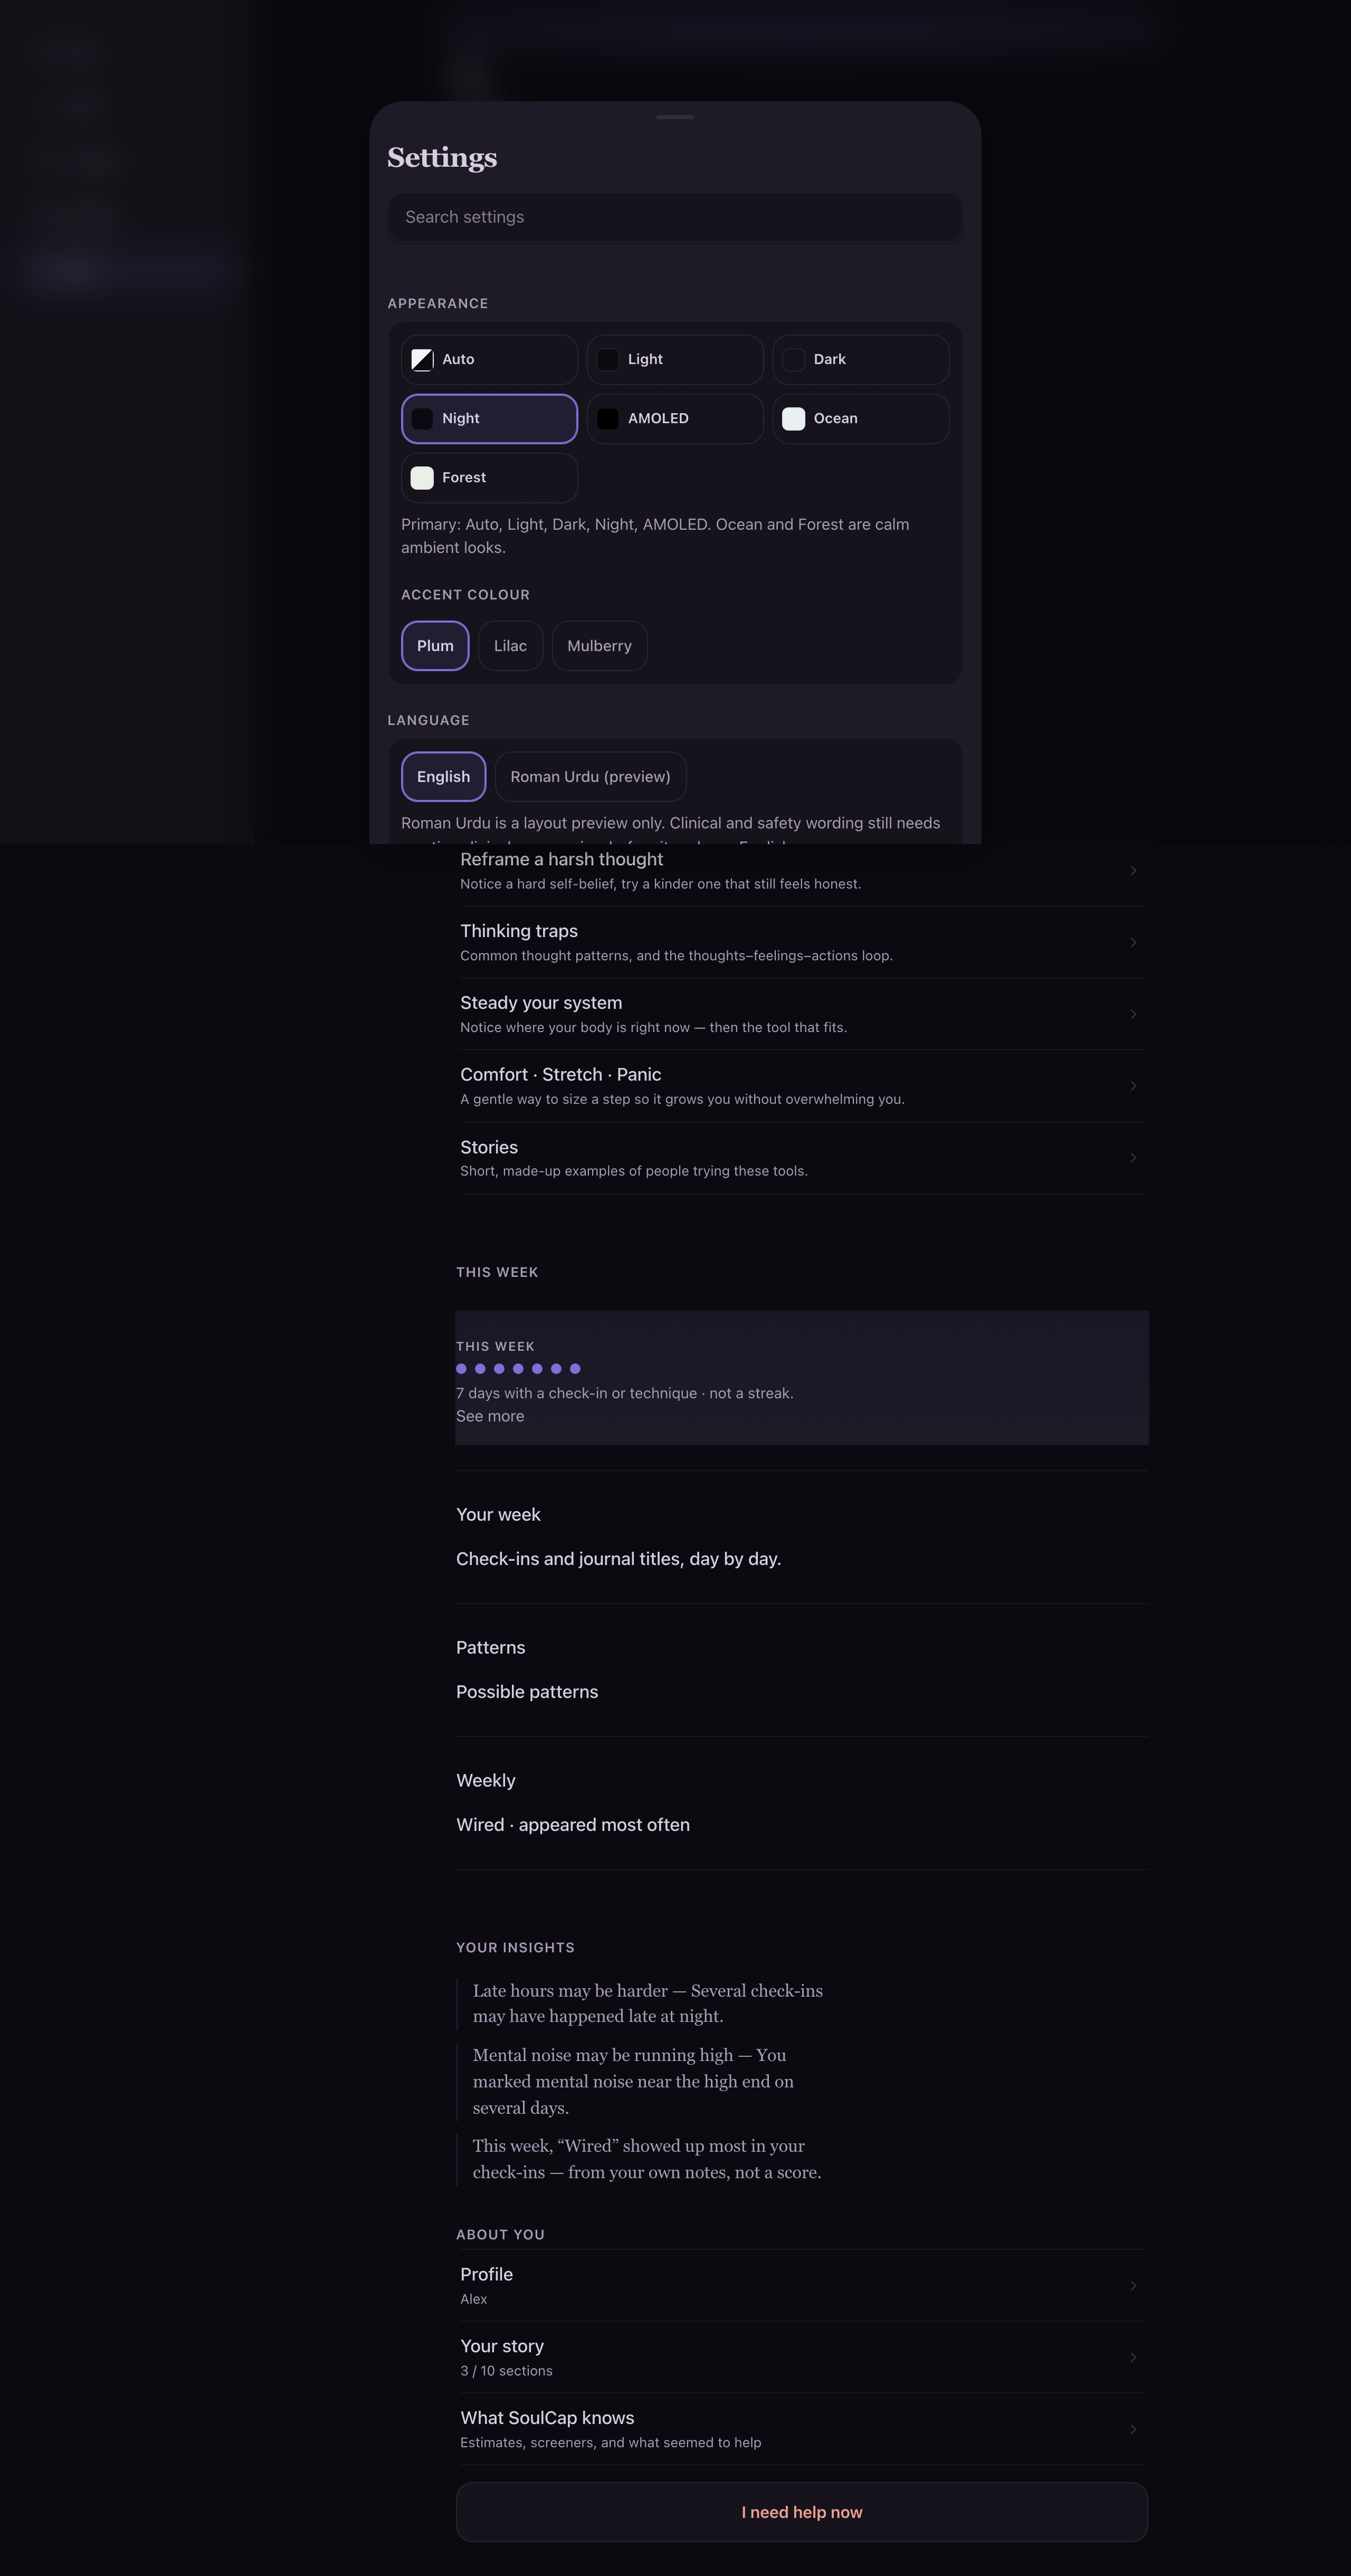 Settings
Search settings
APPEARANCE
Auto
Light
Dark
Night
AMOLED
Ocean
Forest
Primary: Auto, Light, Dark, Night, AMOLED. Ocean and Forest are calm
ambient looks.
ACCENT COLOUR
Plum
Lilac
Mulberry
LANGUAGE
English
Roman Urdu (preview)
Roman Urdu is a layout preview only. Clinical and safety wording still needs
Reframe a harsh thought
Notice a hard self-belief, try a kinder one that still feels honest.
Thinking traps
Common thought patterns, and the thoughts–feelings–actions loop.
Steady your system
Notice where your body is right now — then the tool that fits.
Comfort · Stretch · Panic
A gentle way to size a step so it grows you without overwhelming you.
Stories
Short, made-up examples of people trying these tools.
THIS WEEK
THIS WEEK
7 days with a check-in or technique · not a streak.
See more
Your week
Check-ins and journal titles, day by day.
Patterns
Possible patterns
Weekly
Wired · appeared most often
YOUR INSIGHTS
Late hours may be harder — Several check-ins
may have happened late at night.
Mental noise may be running high — You
marked mental noise near the high end on
several days.
This week, “Wired” showed up most in your
check-ins — from your own notes, not a score.
ABOUT YOU
Profile
Alex
Your story
3 / 10 sections
What SoulCap knows
Estimates, screeners, and what seemed to help
I need help now